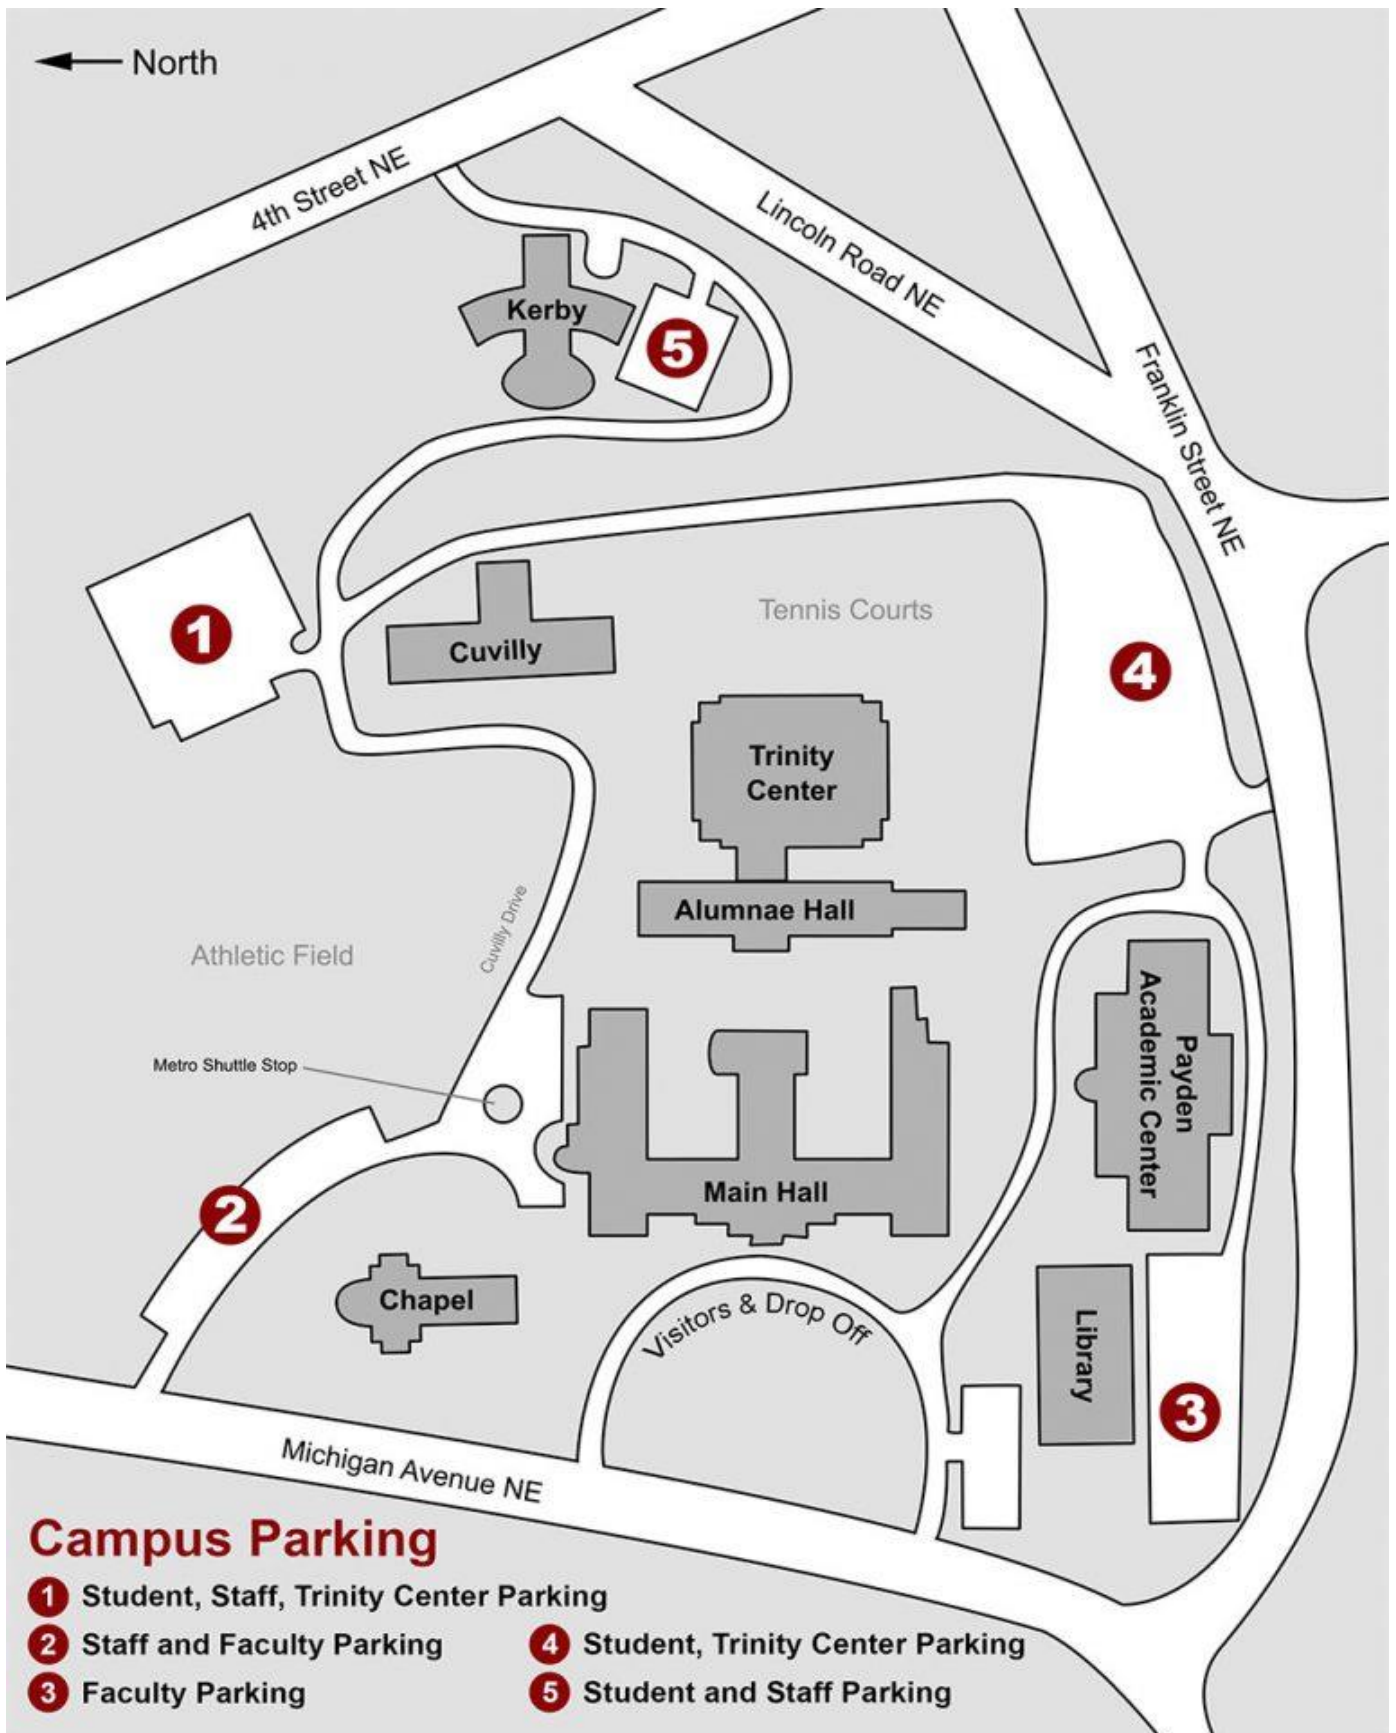 North
4th Street NE
Lincoln Road NE
Kerby
5
Franklin Street NE
1
Cuvilly
Tennis Courts
4
Trinity
Center
Alumnae Hall
Cuvilly Drive
Athletic Field
Payden
Academic Center
Metro Shuttle Stop
Main Hall
2
Chapel
Visitors & Drop Off
Library
3
Michigan Avenue NE
Campus Parking
1 Student, Staff, Trinity Center Parking
2 Staff and Faculty Parking
3 Faculty Parking
4 Student, Trinity Center Parking
5 Student and Staff Parking